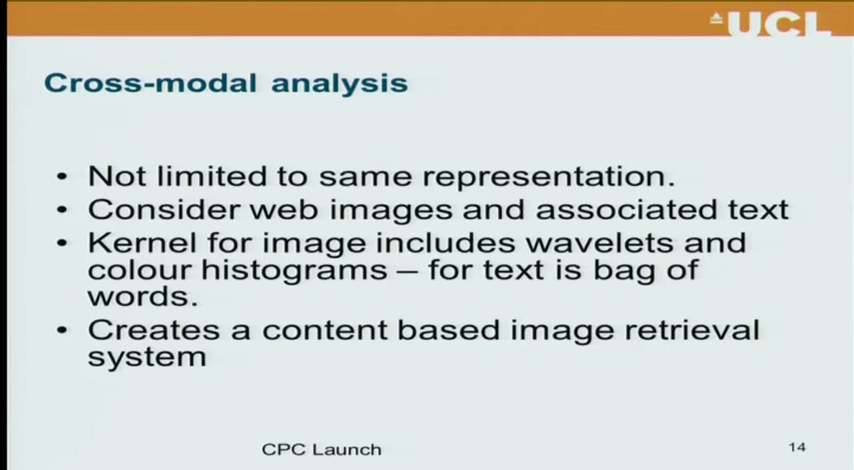 UCL
Cross-modal analysis
• Not limited to same representation.
• Consider web images and associated text
• Kernel for image includes wavelets and
colour histograms – for text is bag of
words.
• Creates a content based image retrieval
system
CPC Launch
14